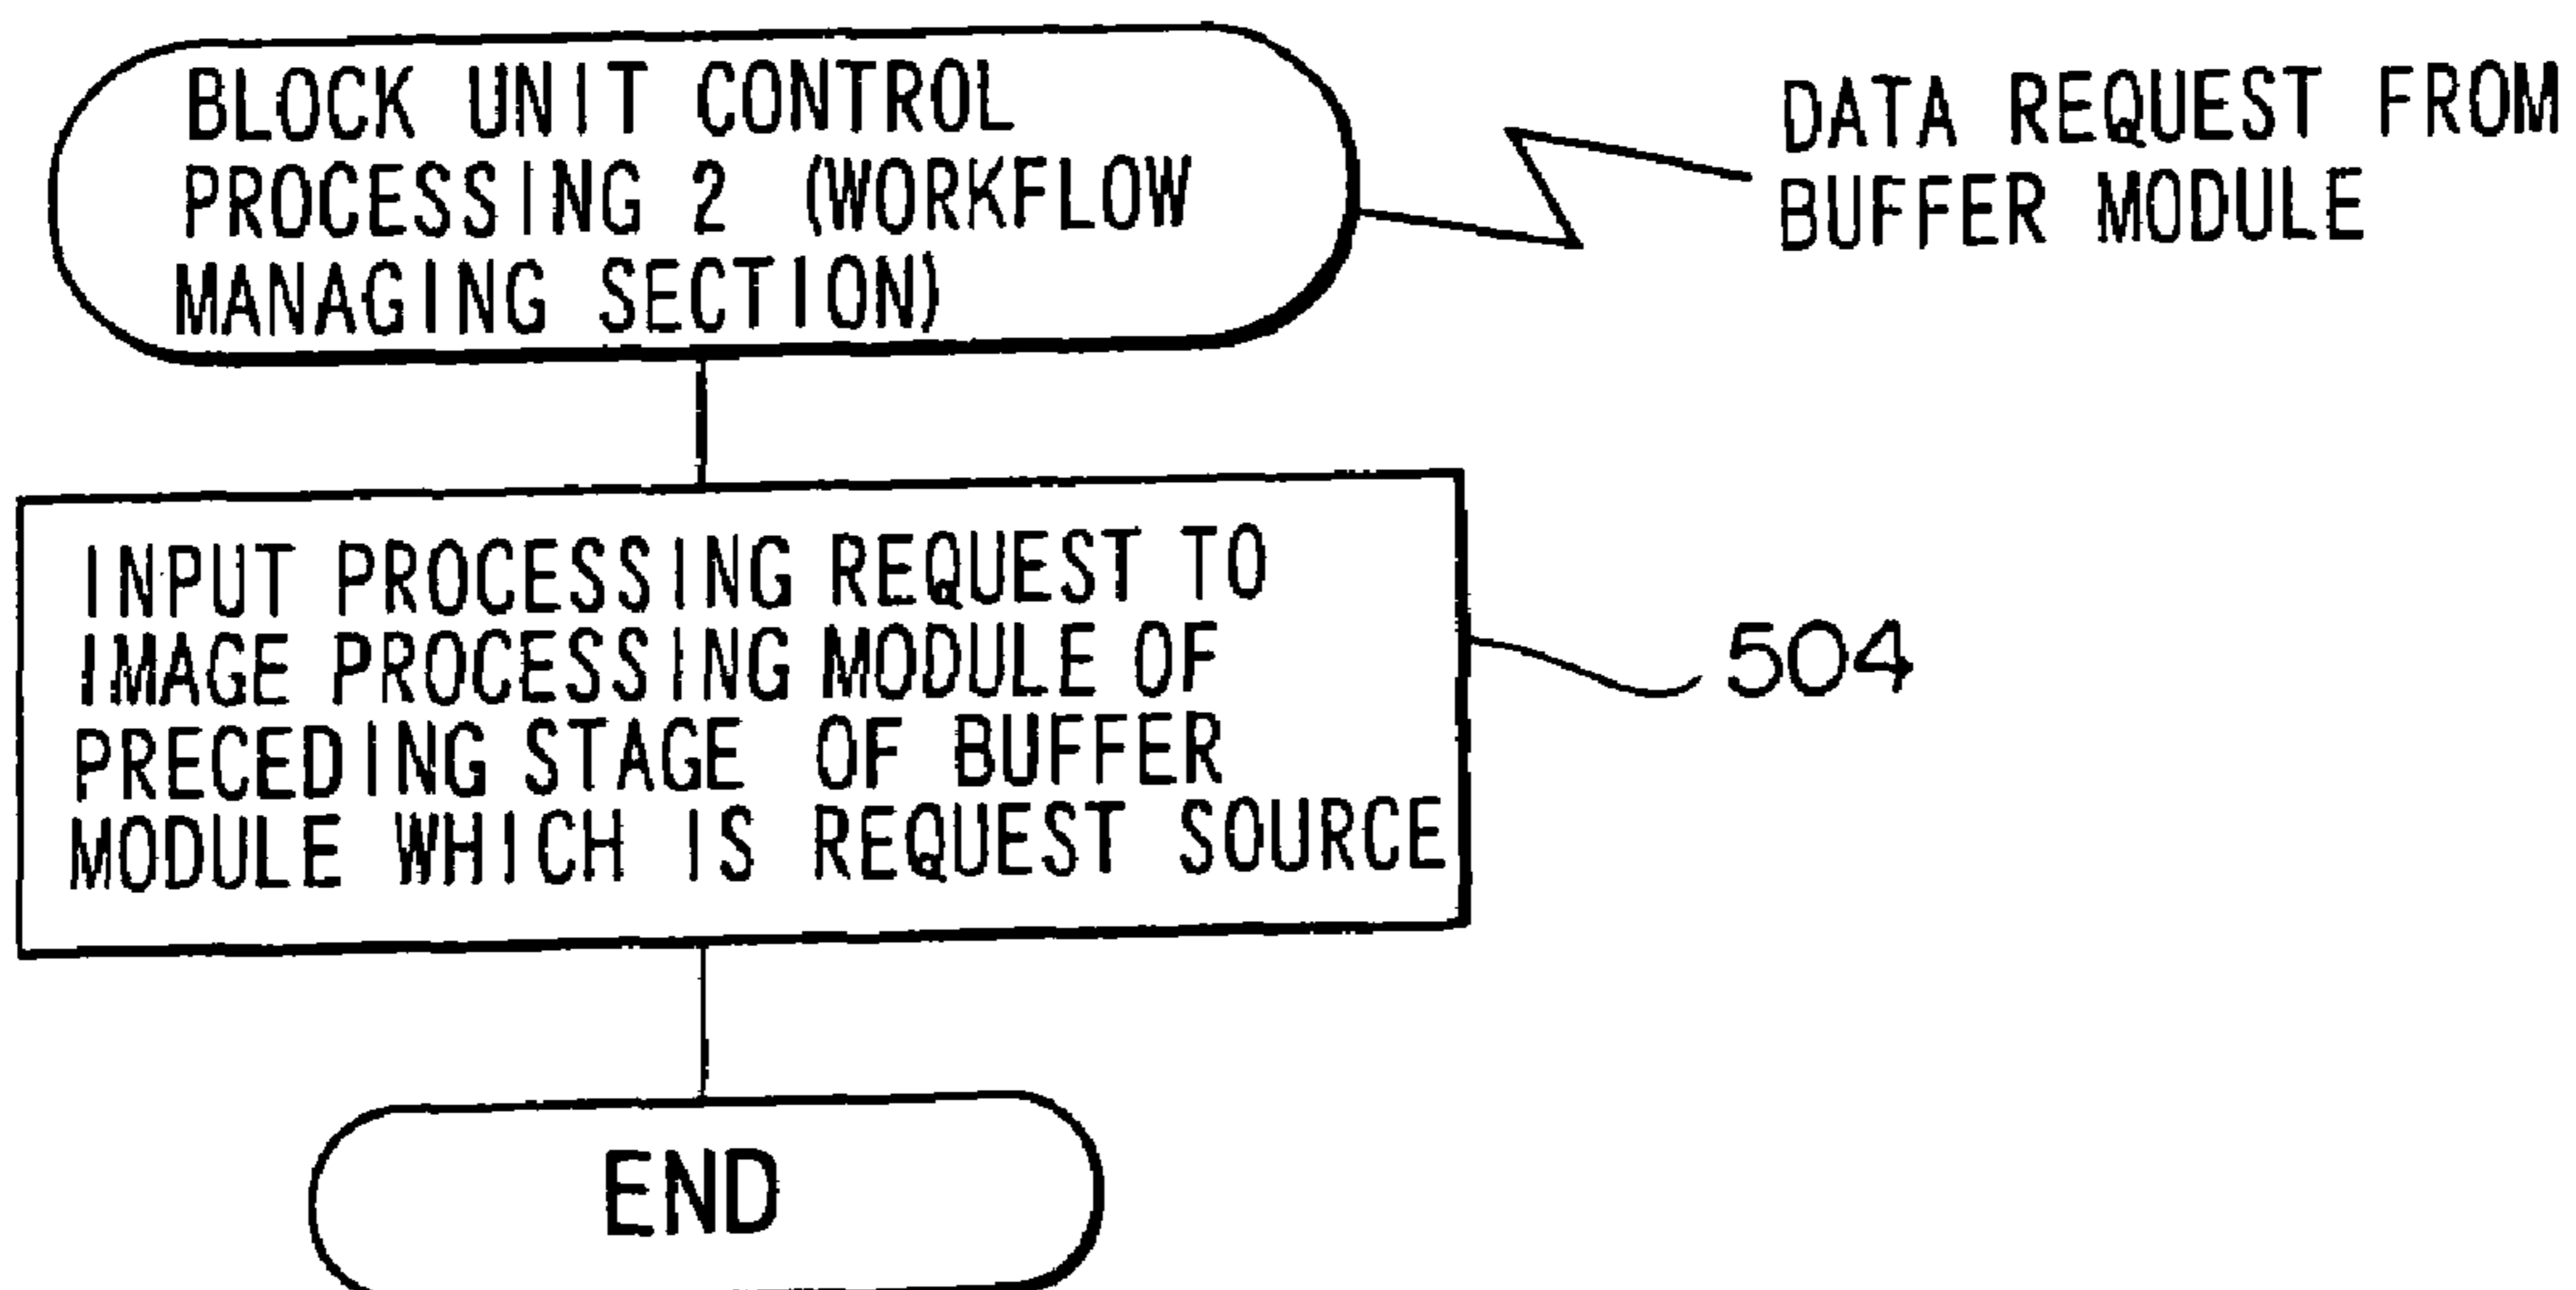 BLOCK UNIT CONTROL
PROCESSING 2 (WORKFLOW
MANAGING SECTION)
DATA REQUEST FROM
BUFFER MODULE
INPUT PROCESSING REQUEST TO
IMAGE PROCESSING MODULE OF
PRECEDING STAGE OF BUFFER
MODULE WHICH IS REQUEST SOURCE
504
END